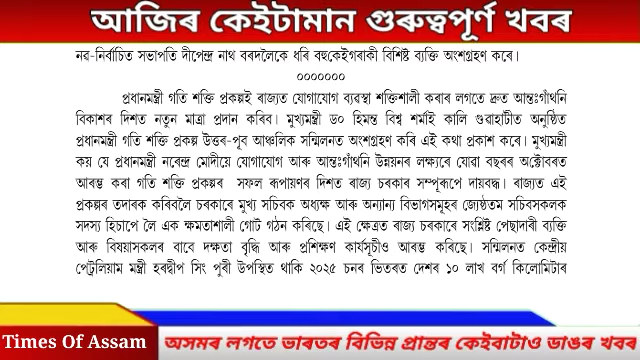 আজিৰ কেইটামান গুৰুত্বপূৰ্ণ খবৰ
নৱ-নিৰ্বাচিত সভাপতি দীপেন্দ্ৰ নাথ বৰদলৈকে ধৰি বহুকেইগৰাকী বিশিষ্ট ব্যক্তি অংশগ্ৰহণ কৰে।
০০০০০০০
প্ৰধানমন্ত্ৰী গতি শক্তি প্ৰকল্পই ৰাজ্যত যোগাযোগ ব্যৱস্থা শক্তিশালী কৰাৰ লগতে দ্ৰুত আন্তঃগাঁথনি
বিকাশৰ দিশত নতুন মাত্ৰা প্ৰদান কৰিব। মুখ্যমন্ত্ৰী ড০ হিমন্ত বিশ্ব শৰ্মাই কালি গুৱাহাটীত অনুষ্ঠিত
প্ৰধানমন্ত্ৰী গতি শক্তি প্ৰকল্প উত্তৰ-পূব আঞ্চলিক সন্মিলনত অংশগ্ৰহণ কৰি এই কথা প্ৰকাশ কৰে। মুখ্যমন্ত্ৰী
কয় যে প্ৰধানমন্ত্ৰী নৰেন্দ্ৰ মোদীয়ে যোগাযোগ আৰু আন্তঃগাঁথনি উন্নয়নৰ লক্ষ্যৰে যোৱা বছৰৰ অক্টোবৰত
আৰম্ভ কৰা গতি শক্তি প্ৰকল্পৰ সফল ৰূপায়ণৰ দিশত ৰাজ্য চৰকাৰ সম্পূৰ্ণৰূপে দায়বদ্ধ। ৰাজ্যত এই
প্ৰকল্পৰ তদাৰক কৰিবলৈ চৰকাৰে মুখ্য সচিবক অধ্যক্ষ আৰু অন্যান্য বিভাগসমূহৰ জ্যেষ্ঠতম সচিবসকলক
সদস্য হিচাপে লৈ এক ক্ষমতাশালী গোট গঠন কৰিছে। এই ক্ষেত্ৰত ৰাজ্য চৰকাৰে সংশ্লিষ্ট পেছাদাৰী ব্যক্তি
আৰু বিষয়াসকলৰ বাবে দক্ষতা বৃদ্ধি আৰু প্ৰশিক্ষণ কাৰ্যসূচীও আৰম্ভ কৰিছে। সন্মিলনত কেন্দ্ৰীয়
পেট্ৰলিয়াম মন্ত্ৰী হৰদ্বীপ সিং পুৰী উপস্থিত থাকি ২০২৫ চনৰ ভিতৰত দেশৰ ১০ লাখ বৰ্গ কিলোমিটাৰ
Times Of Assam
অসমৰ লগতে ভাৰতৰ বিভিন্ন প্ৰান্তৰ কেইবাটাও ডাঙৰ খবৰ